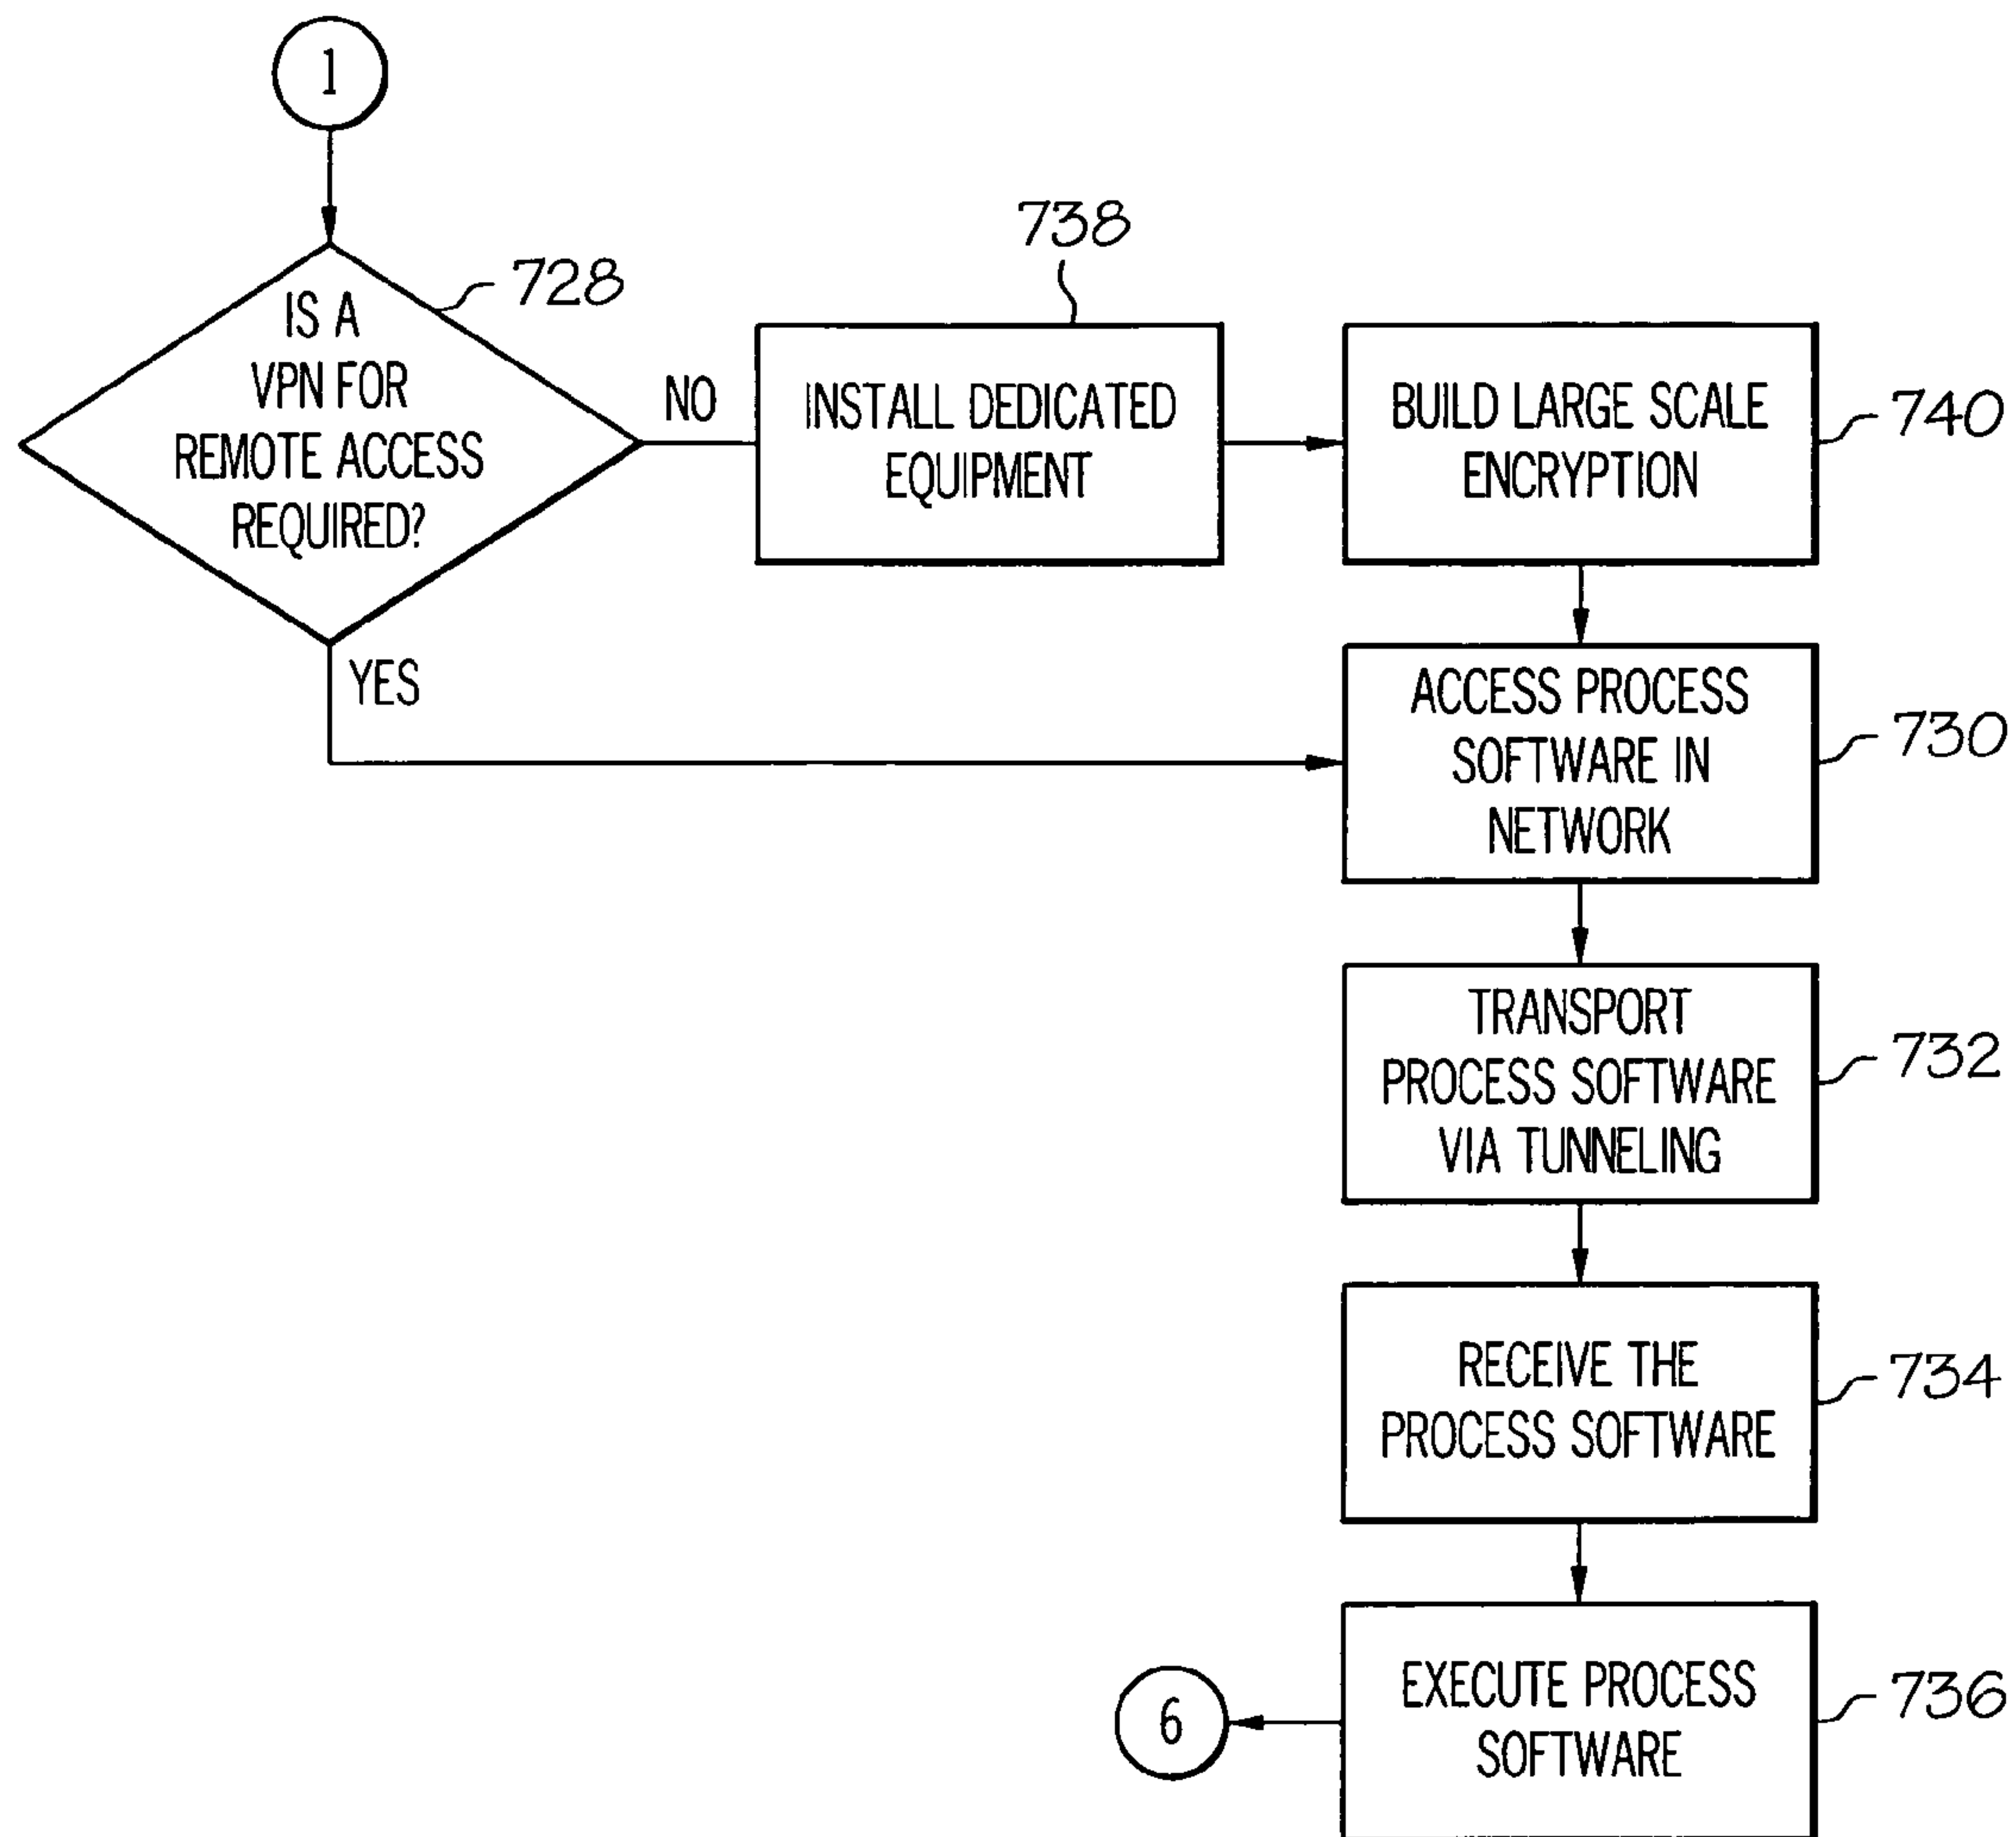 1
IS A
VPN FOR
REMOTE ACCESS
REQUIRED?
728
NO
YES
738
INSTALL DEDICATED
EQUIPMENT
BUILD LARGE SCALE
ENCRYPTION
740
ACCESS PROCESS
SOFTWARE IN
NETWORK
730
TRANSPORT
PROCESS SOFTWARE
VIA TUNNELING
732
RECEIVE THE
PROCESS SOFTWARE
734
EXECUTE PROCESS
SOFTWARE
736
6